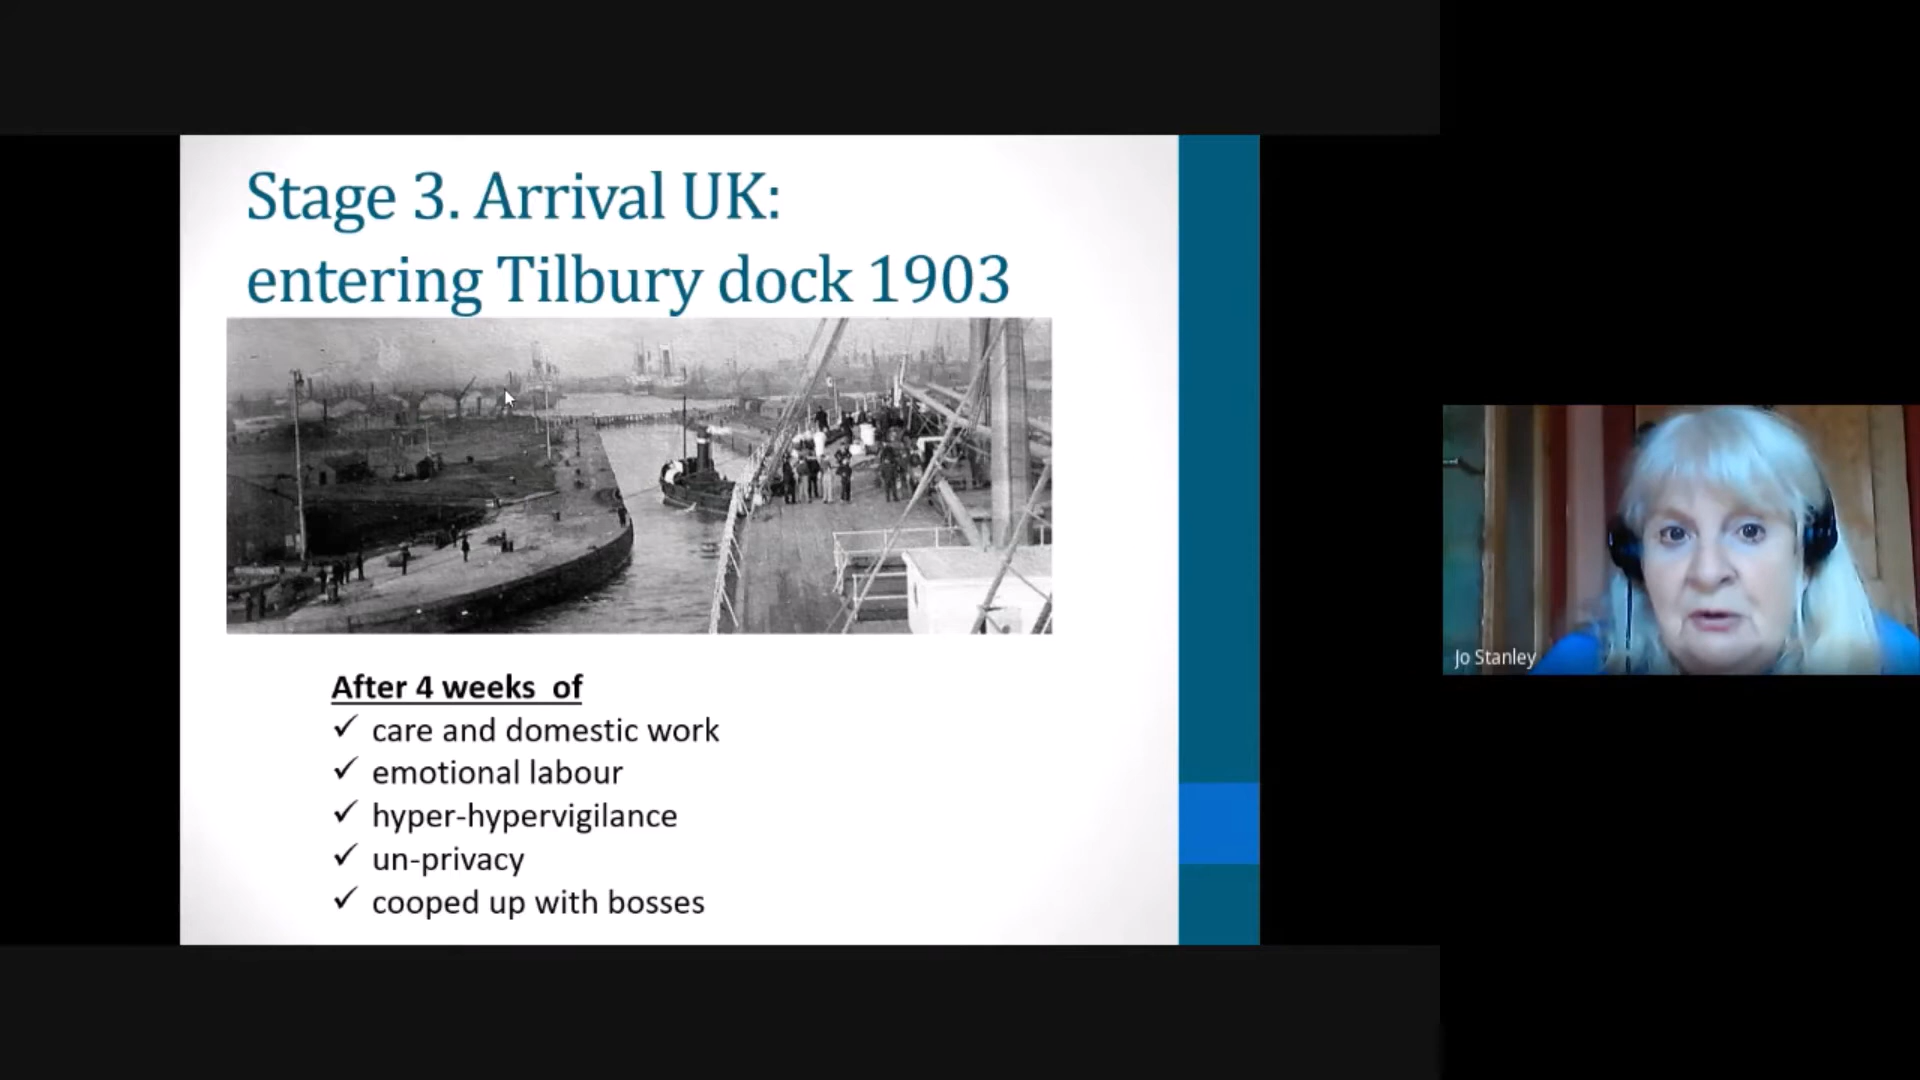 Stage 3. Arrival UK:
entering Tilbury dock 1903
After 4 weeks of
✓ care and domestic work
✓ emotional labour
✓ hyper-hypervigilance
✓ un-privacy
✓ cooped up with bosses
Jo Stanley